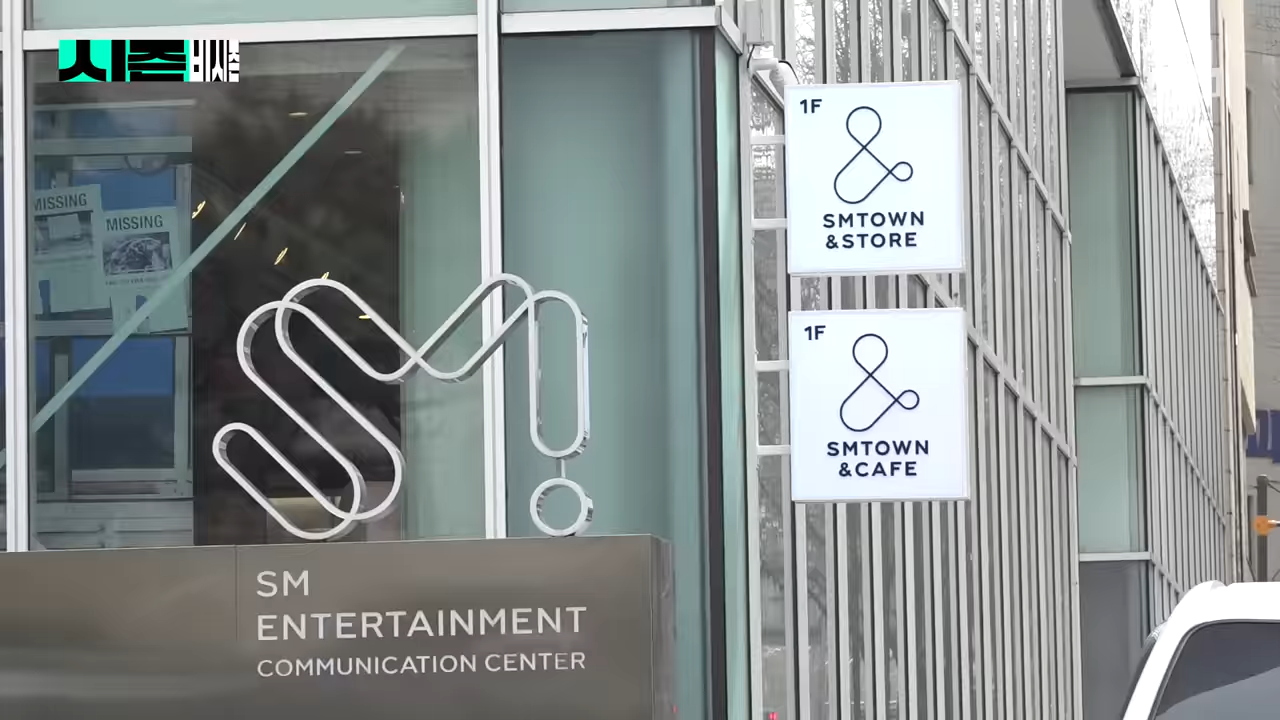 시즌비시즌
MISSING
MISSING
1F
SMTOWN
&STORE
1F
SMTOWN
&CAFE
SM
ENTERTAINMENT
COMMUNICATION CENTER